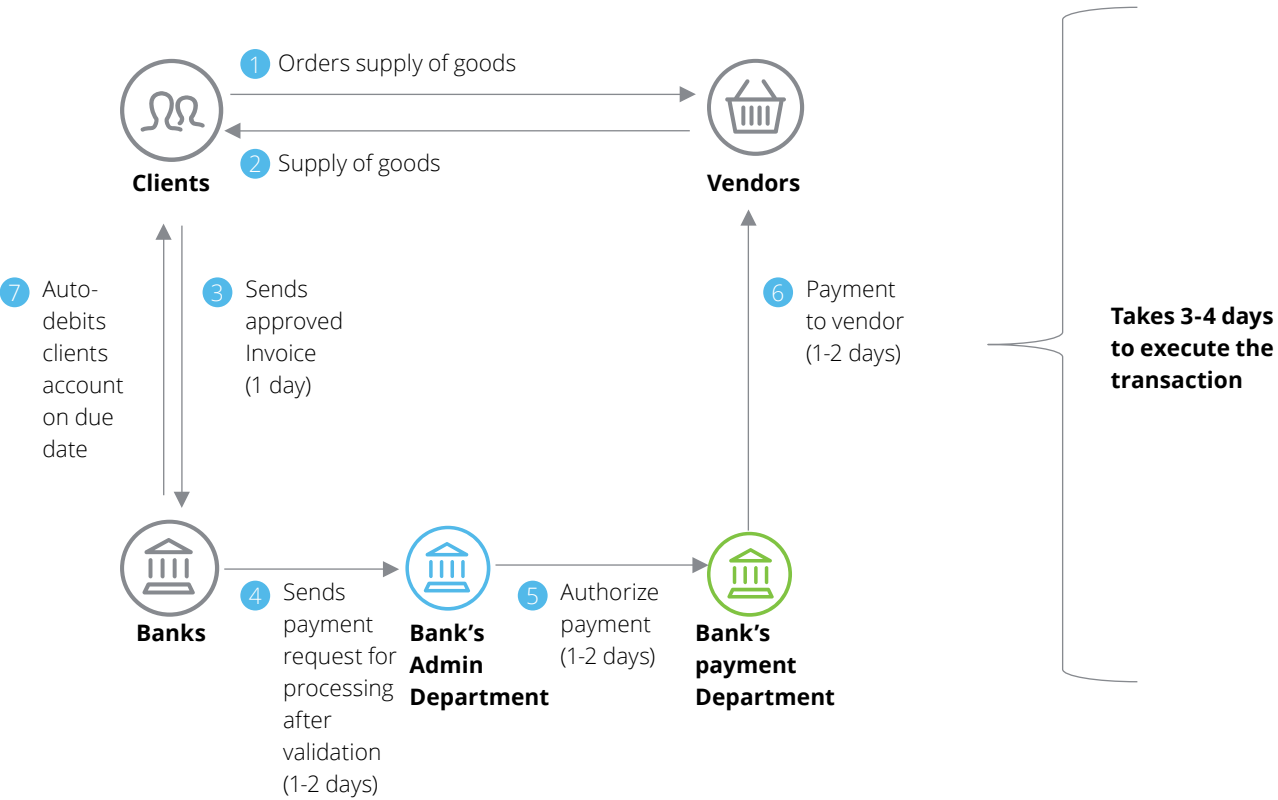 1 Orders supply of goods
Clients
2 Supply of goods
Vendors
7 Auto-
debits
clients
account
on due
date
3 Sends
approved
Invoice
(1 day)
6 Payment
to vendor
(1-2 days)
Takes 3-4 days
to execute the
transaction
Banks
4 Sends
payment
request for
processing
after
validation
(1-2 days)
Bank’s
Admin
Department
5 Authorize
payment
(1-2 days)
Bank’s
payment
Department